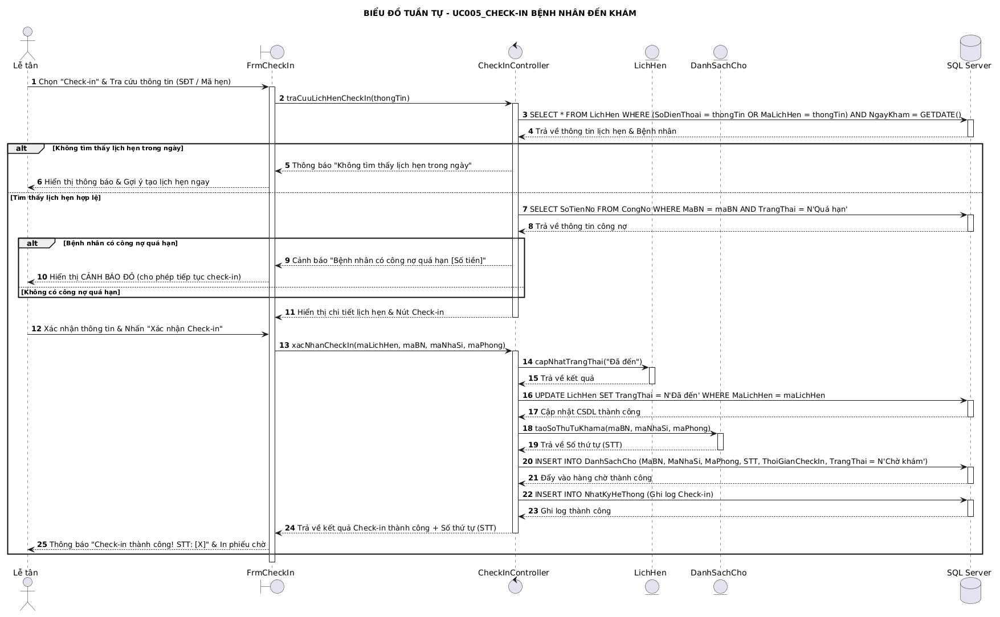 BIỂU ĐỒ TUẦN TỰ - UC005_CHECK-IN BỆNH NHÂN ĐẾN KHÁM
Lễ tân
FrmCheckIn
CheckInController
LichHen
DanhSachCho
SQL Server
1 Chọn "Check-in" & Tra cứu thông tin (SĐT / Mã hẹn)
2 traCuuLichHenCheckIn(thongTin)
3 SELECT * FROM LichHen WHERE (SoDienThoai = thongTin OR MaLichHen = thongTin) AND NgayKham = GETDATE()
4 Trả về thông tin lịch hẹn & Bệnh nhân
alt [Không tìm thấy lịch hẹn trong ngày]
5 Thông báo "Không tìm thấy lịch hẹn trong ngày"
6 Hiển thị thông báo & Gợi ý tạo lịch hẹn ngay
[Tìm thấy lịch hẹn hợp lệ]
7 SELECT SoTienNo FROM CongNo WHERE MaBN = maBN AND TrangThai = N'Quá hạn'
8 Trả về thông tin công nợ
alt [Bệnh nhân có công nợ quá hạn]
9 Cảnh báo "Bệnh nhân có công nợ quá hạn [Số tiền]"
10 Hiển thị CẢNH BÁO ĐỎ (cho phép tiếp tục check-in)
[Không có công nợ quá hạn]
11 Hiển thị chi tiết lịch hẹn & Nút Check-in
12 Xác nhận thông tin & Nhấn "Xác nhận Check-in"
13 xacNhanCheckIn(maLichHen, maBN, maNhaSi, maPhong)
14 capNhatTrangThai("Đã đến")
15 Trả về kết quả
16 UPDATE LichHen SET TrangThai = N'Đã đến' WHERE MaLichHen = maLichHen
17 Cập nhật CSDL thành công
18 taoSoThuTuKhama(maBN, maNhaSi, maPhong)
19 Trả về Số thứ tự (STT)
20 INSERT INTO DanhSachCho (MaBN, MaNhaSi, MaPhong, STT, ThoiGianCheckIn, TrangThai = N'Chờ khám')
21 Đẩy vào hàng chờ thành công
22 INSERT INTO NhatKyHeThong (Ghi log Check-in)
23 Ghi log thành công
24 Trả về kết quả Check-in thành công + Số thứ tự (STT)
25 Thông báo "Check-in thành công! STT: [X]" & In phiếu chờ
Lễ tân
FrmCheckIn
CheckInController
LichHen
DanhSachCho
SQL Server